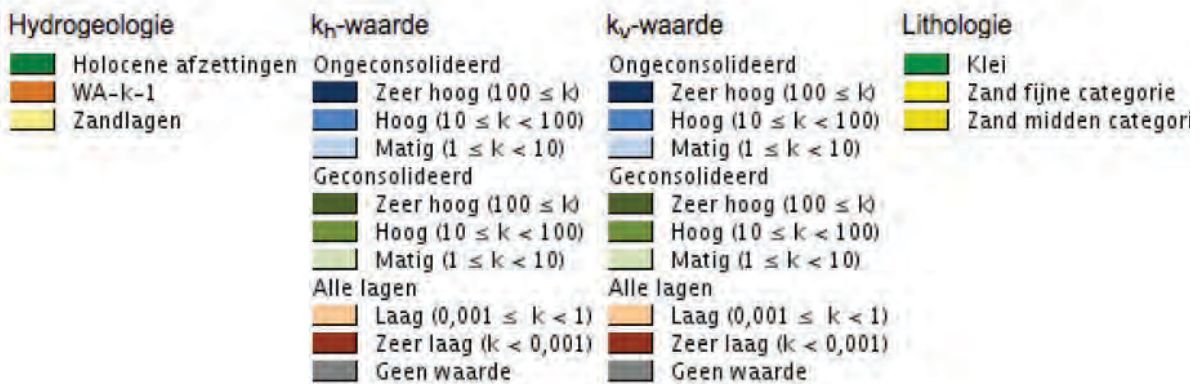 Hydrogeologie
Holocene afzettingen
WA-k-1
Zandlagen
kh-waarde
Ongeconsolideerd
Zeer hoog (100 ≤ k)
Hoog (10 ≤ k < 100)
Matig (1 ≤ k < 10)
Geconsolideerd
Zeer hoog (100 ≤ k)
Hoog (10 ≤ k < 100)
Matig (1 ≤ k < 10)
Alle lagen
Laag (0,001 ≤ k < 1)
Zeer laag (k < 0,001)
Geen waarde
kv-waarde
Ongeconsolideerd
Zeer hoog (100 ≤ k)
Hoog (10 ≤ k < 100)
Matig (1 ≤ k < 10)
Geconsolideerd
Zeer hoog (100 ≤ k)
Hoog (10 ≤ k < 100)
Matig (1 ≤ k < 10)
Alle lagen
Laag (0,001 ≤ k < 1)
Zeer laag (k < 0,001)
Geen waarde
Lithologie
Klei
Zand fijne categorie
Zand midden categori